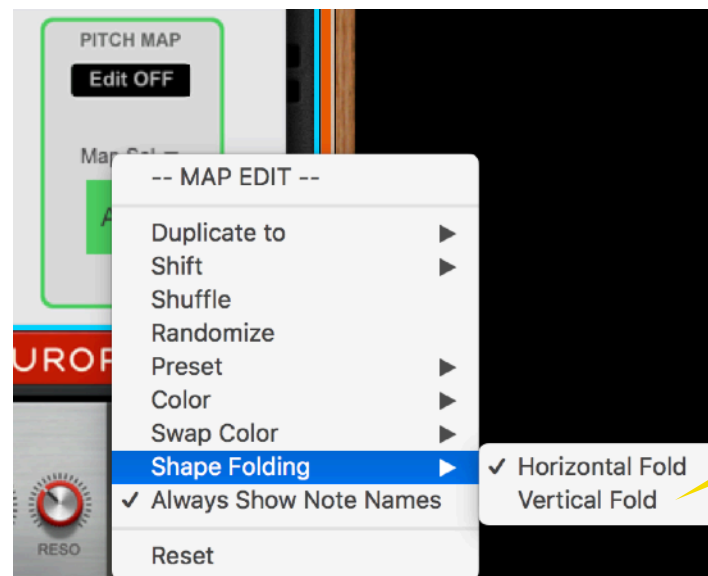 PITCH MAP
Edit OFF
-- MAP EDIT --
Duplicate to
Shift
Shuffle
Randomize
Preset
Color
Swap Color
Shape Folding
✓ Horizontal Fold
Vertical Fold
✓ Always Show Note Names
Reset
RESO